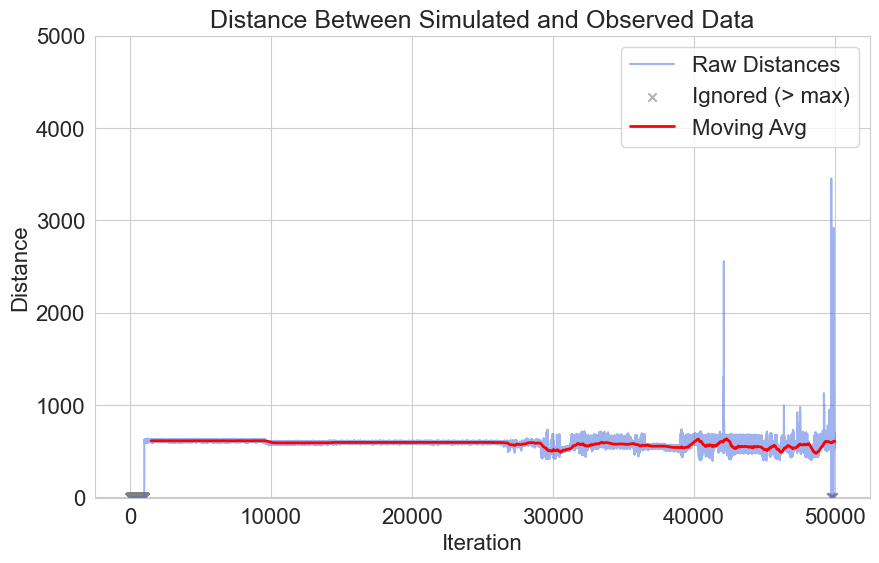 Distance Between Simulated and Observed Data
5000
4000
3000
2000
1000
0
Distance
Raw Distances
Ignored (> max)
Moving Avg
0 10000 20000 30000 40000 50000
Iteration